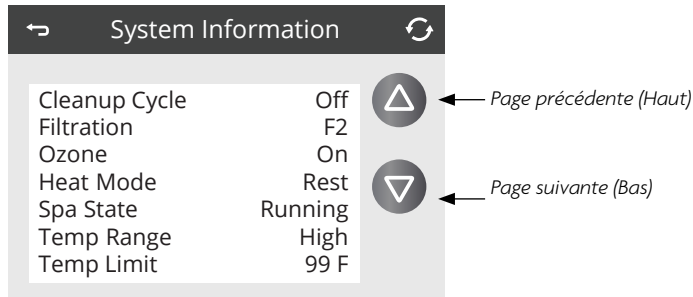 System Information
Cleanup Cycle Off
Filtration F2
Ozone On
Heat Mode Rest
Spa State Running
Temp Range High
Temp Limit 99 F
Page précédente (Haut)
Page suivante (Bas)